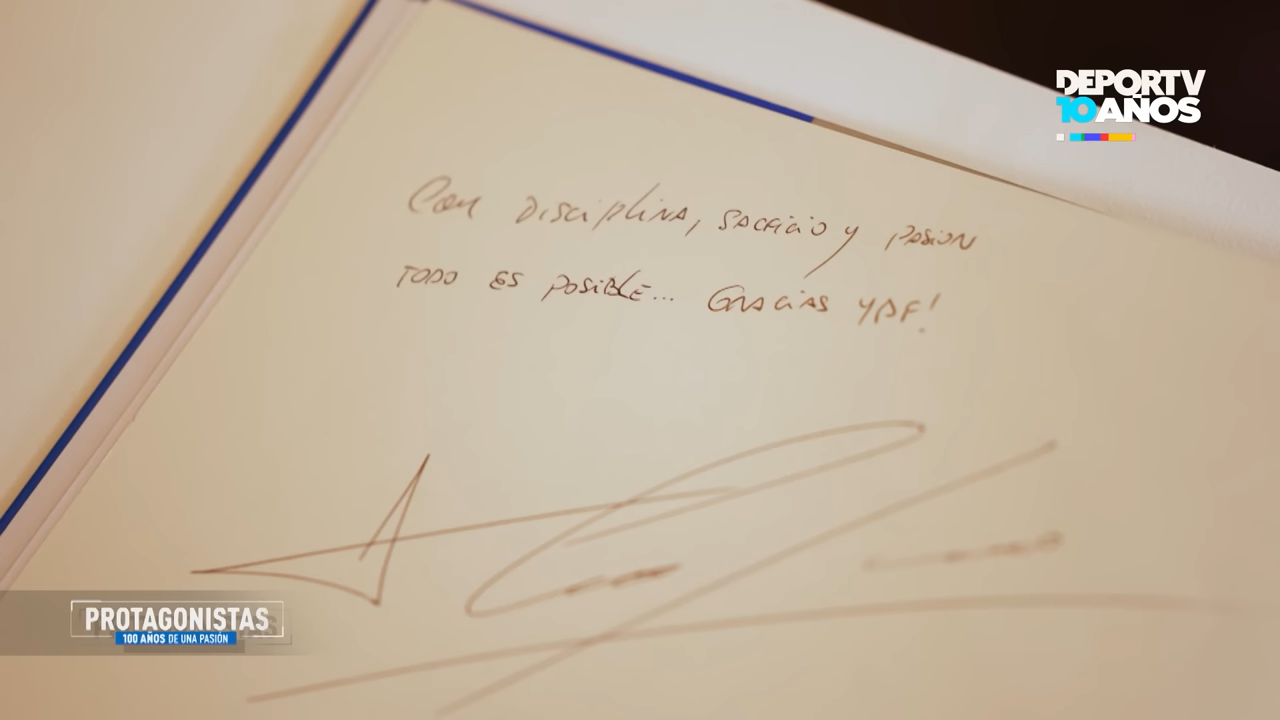 DEPORTV
10AÑOS
Con DISCIPLINA, SACRIFICIO y PASION
TODO ES POSIBLE... GRACIAS YPF!
PROTAGONISTAS
100 AÑOS DE UNA PASIÓN